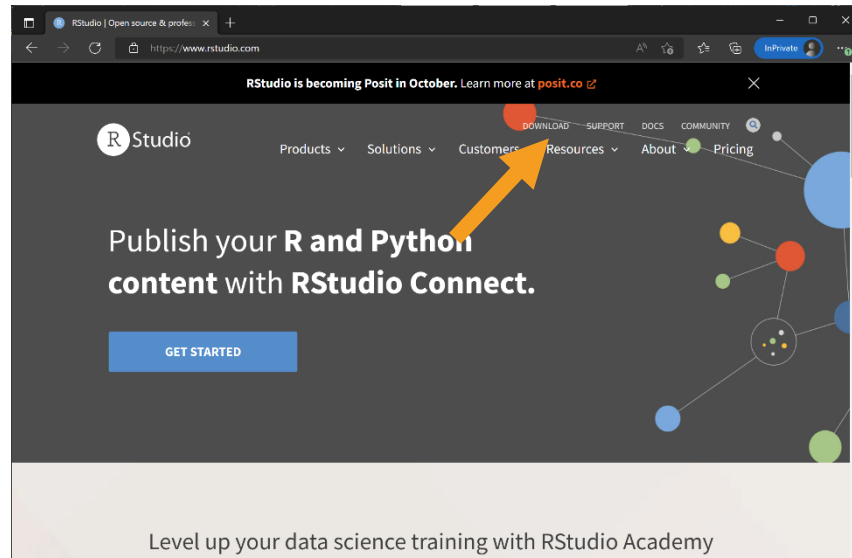 RStudio | Open source & profess
https://www.rstudio.com
InPrivate
RStudio is becoming Posit in October. Learn more at posit.co
DOWNLOAD SUPPORT DOCS COMMUNITY
R Studio
Products Solutions Customers Resources About Pricing
Publish your R and Python
content with RStudio Connect.
GET STARTED
Level up your data science training with RStudio Academy